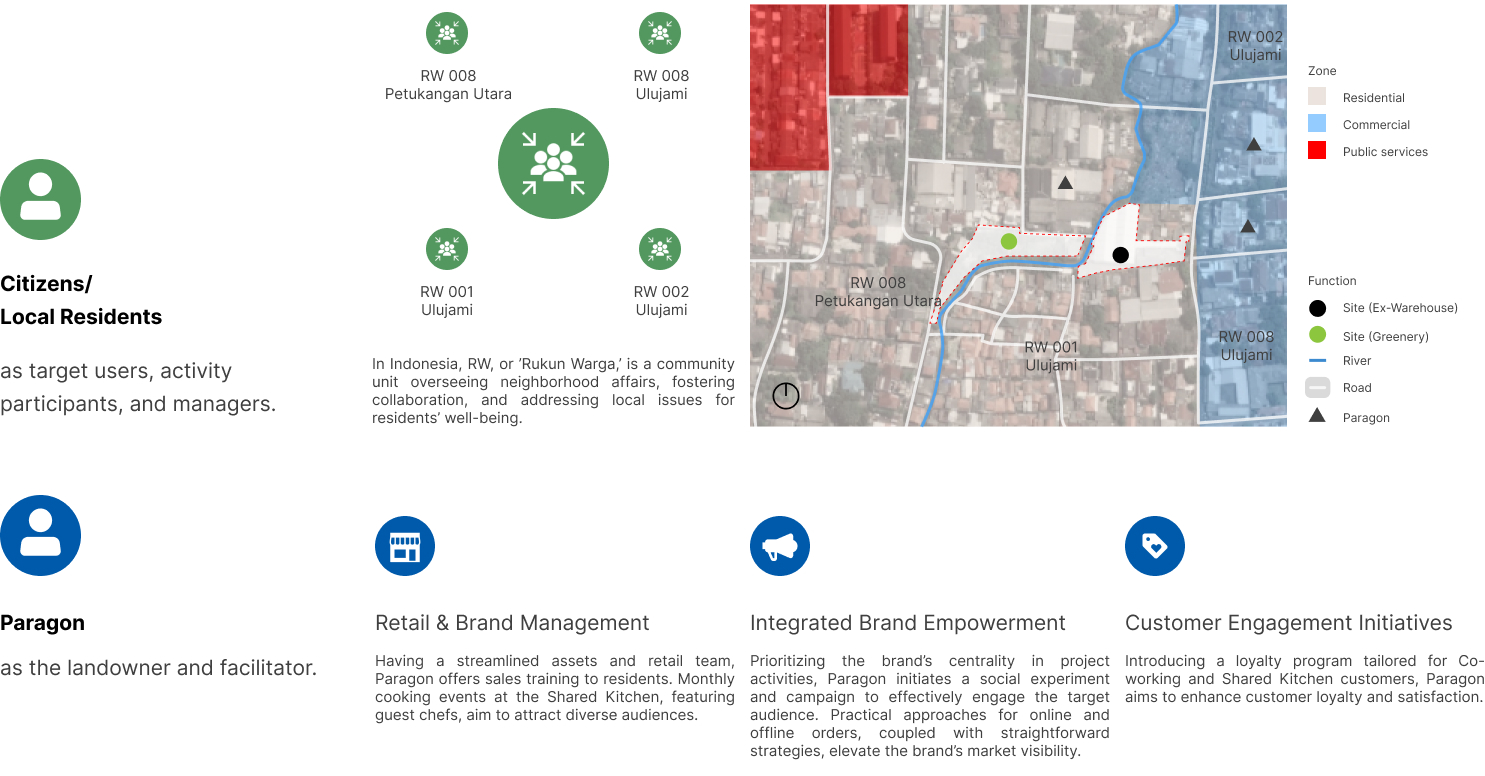 RW 008
Petukangan Utara
RW 008
Ulujami
RW 001
Ulujami
RW 002
Ulujami
Citizens/
Local Residents
as target users, activity
participants, and managers.
In Indonesia, RW, or ‘Rukun Warga,’ is a community
unit overseeing neighborhood affairs, fostering
collaboration, and addressing local issues for
residents’ well-being.
RW 002
Ulujami
RW 008
Petukangan Utara
RW 001
Ulujami
RW 008
Ulujami
Zone
Residential
Commercial
Public services
Function
Site (Ex-Warehouse)
Site (Greenery)
River
Road
Paragon
Paragon
as the landowner and facilitator.
Retail & Brand Management
Having a streamlined assets and retail team,
Paragon offers sales training to residents. Monthly
cooking events at the Shared Kitchen, featuring
guest chefs, aim to attract diverse audiences.
Integrated Brand Empowerment
Prioritizing the brand’s centrality in project
activities, Paragon initiates a social experiment
and campaign to effectively engage the target
audience. Practical approaches for online and
offline orders, coupled with straightforward
strategies, elevate the brand’s market visibility.
Customer Engagement Initiatives
Introducing a loyalty program tailored for Co-
working and Shared Kitchen customers, Paragon
aims to enhance customer loyalty and satisfaction.